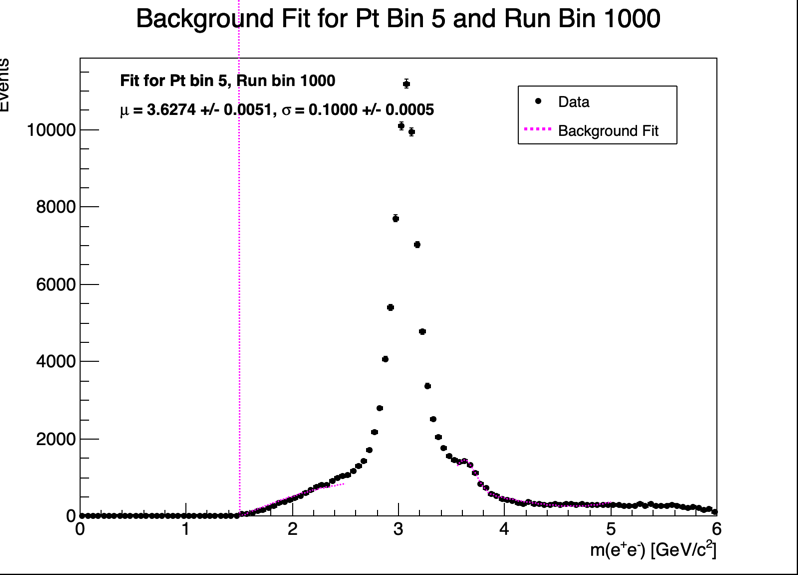 Background Fit for Pt Bin 5 and Run Bin 1000
Events
Fit for Pt bin 5, Run bin 1000
μ = 3.6274 +/- 0.0051, σ = 0.1000 +/- 0.0005
Data
Background Fit
10000
8000
6000
4000
2000
0
0 1 2 3 4 5 6
m(e⁺e⁻) [GeV/c²]